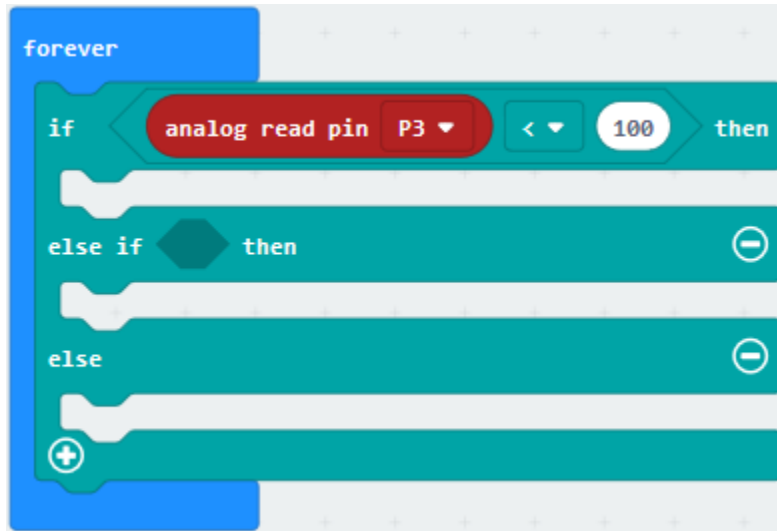 forever
if analog read pin P3 < 100 then
else if then
else